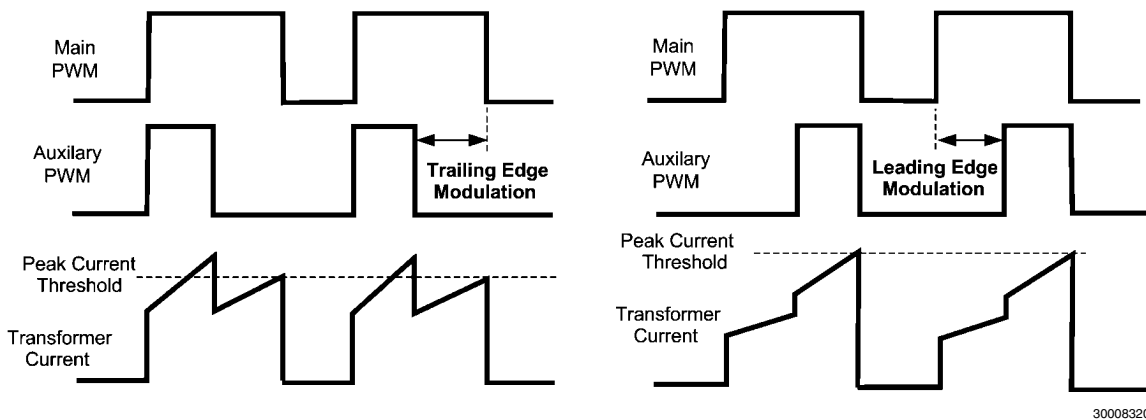 Main
PWM
Auxilary
PWM
Trailing Edge
Modulation
Peak Current
Threshold
Transformer
Current
Main
PWM
Auxilary
PWM
Leading Edge
Modulation
Peak Current
Threshold
Transformer
Current
30008320